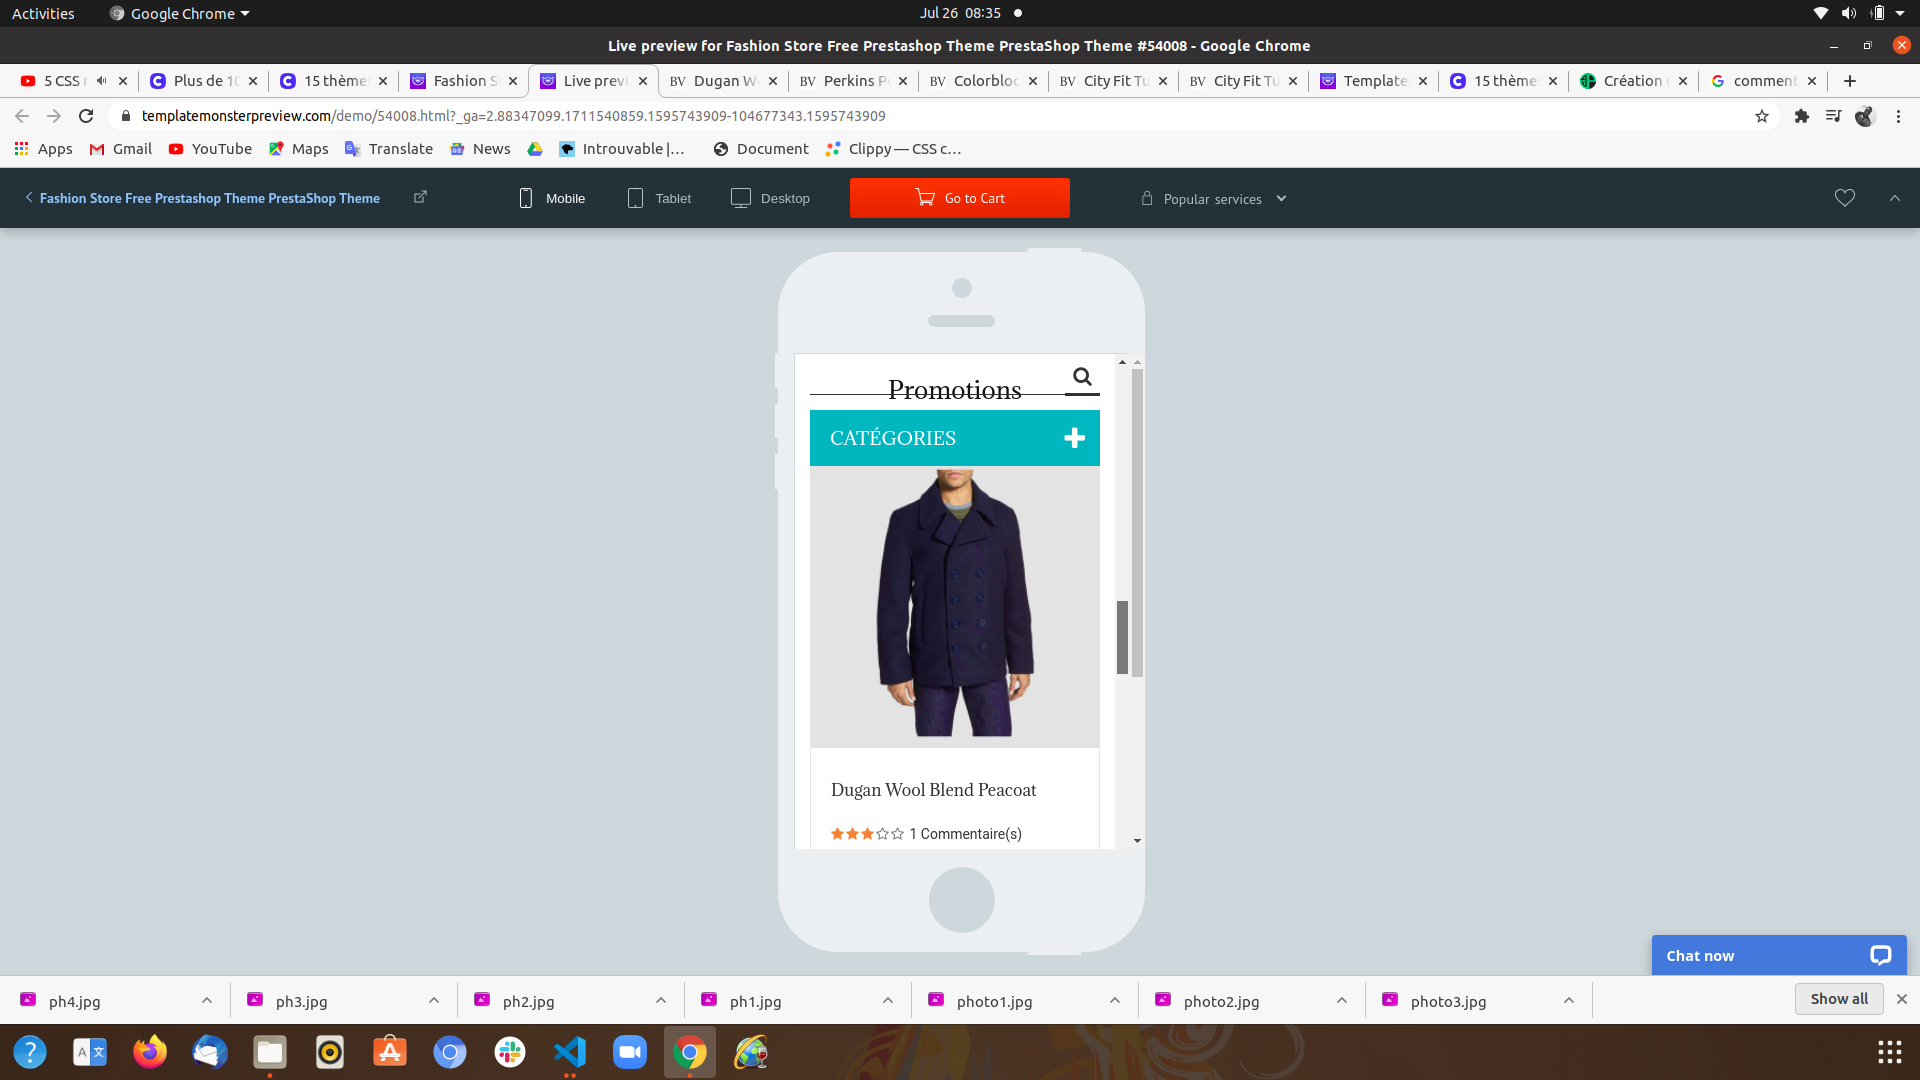 Activities
Google Chrome
Jul 26 08:35
Live preview for Fashion Store Free Prestashop Theme PrestaShop Theme #54008 - Google Chrome
5 CSS
Plus de 10
15 thème
Fashion S
Live previ
BV Dugan W
BV Perkins P
BV Colorbloc
BV City Fit Tu
BV City Fit Tu
Template
15 thème
Création
comment
templatemonsterpreview.com/demo/54008.html?_ga=2.88347099.1711540859.1595743909-104677343.1595743909
Apps
Gmail
YouTube
Maps
Translate
News
Introuvable |...
Document
Clippy — CSS c...
Fashion Store Free Prestashop Theme PrestaShop Theme
Mobile
Tablet
Desktop
Go to Cart
Popular services
Promotions
CATÉGORIES
Dugan Wool Blend Peacoat
1 Commentaire(s)
Chat now
ph4.jpg
ph3.jpg
ph2.jpg
ph1.jpg
photo1.jpg
photo2.jpg
photo3.jpg
Show all